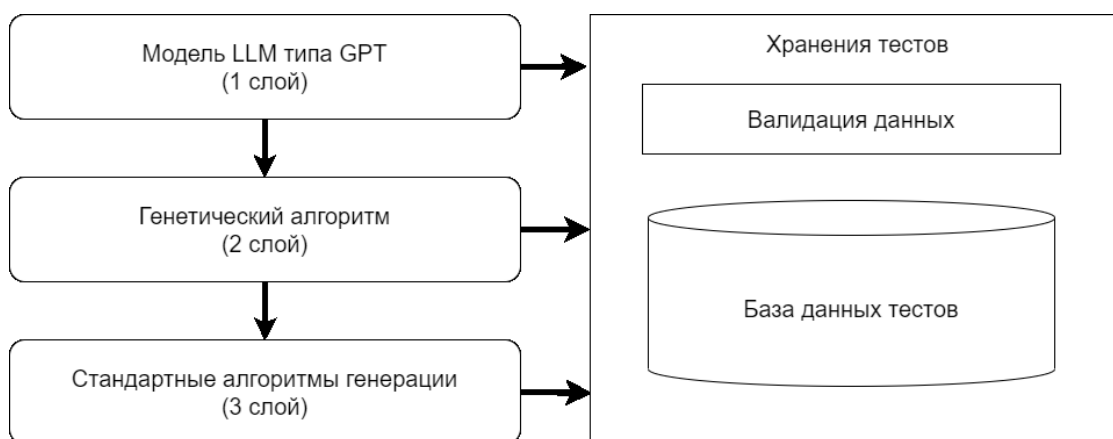 Модель LLM типа GPT
(1 слой)
Генетический алгоритм
(2 слой)
Стандартные алгоритмы генерации
(3 слой)
Хранения тестов
Валидация данных
База данных тестов